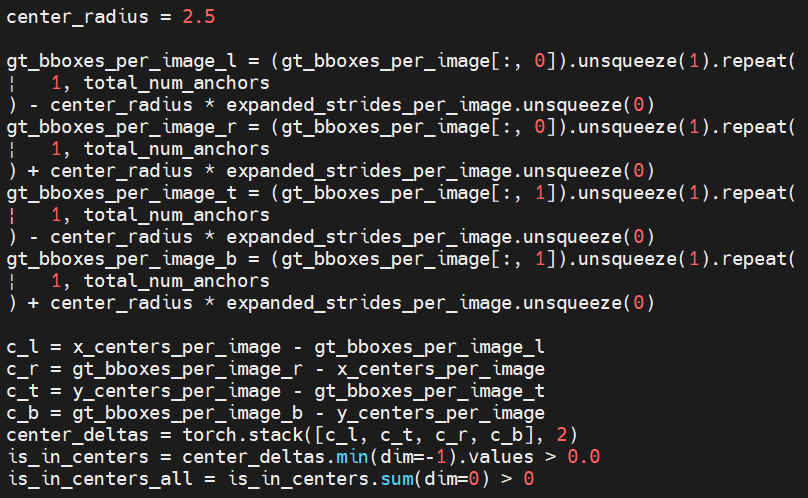 center_radius = 2.5
gt_bboxes_per_image_l = (gt_bboxes_per_image[:, 0]).unsqueeze(1).repeat(
¦   1, total_num_anchors
) - center_radius * expanded_strides_per_image.unsqueeze(0)
gt_bboxes_per_image_r = (gt_bboxes_per_image[:, 0]).unsqueeze(1).repeat(
¦   1, total_num_anchors
) + center_radius * expanded_strides_per_image.unsqueeze(0)
gt_bboxes_per_image_t = (gt_bboxes_per_image[:, 1]).unsqueeze(1).repeat(
¦   1, total_num_anchors
) - center_radius * expanded_strides_per_image.unsqueeze(0)
gt_bboxes_per_image_b = (gt_bboxes_per_image[:, 1]).unsqueeze(1).repeat(
¦   1, total_num_anchors
) + center_radius * expanded_strides_per_image.unsqueeze(0)
c_l = x_centers_per_image - gt_bboxes_per_image_l
c_r = gt_bboxes_per_image_r - x_centers_per_image
c_t = y_centers_per_image - gt_bboxes_per_image_t
c_b = gt_bboxes_per_image_b - y_centers_per_image
center_deltas = torch.stack([c_l, c_t, c_r, c_b], 2)
is_in_centers = center_deltas.min(dim=-1).values > 0.0
is_in_centers_all = is_in_centers.sum(dim=0) > 0